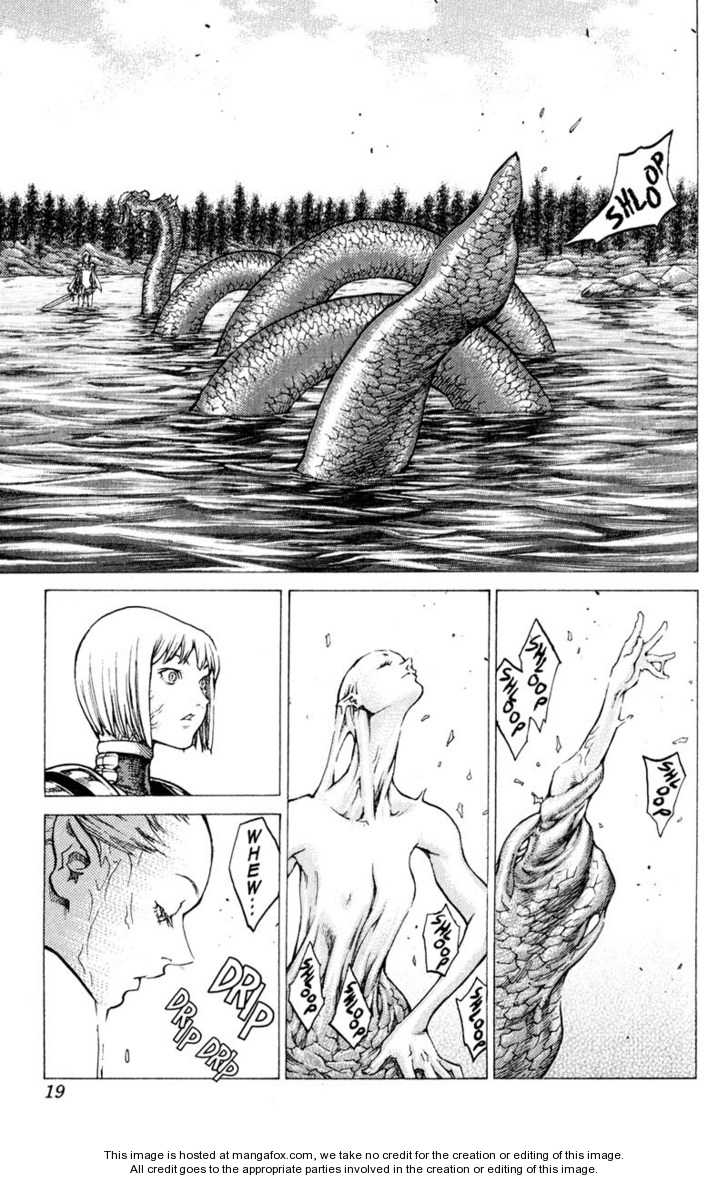 SHLOOP
SHLOOP
SHLOOP
SHLOOP
SHLOOP
SHLOOP
SHLOOP
SHLOOP
WHEW...
DRIP
DRIP DRIP
19
This image is hosted at mangafox.com, we take no credit for the creation or editing of this image.
All credit goes to the appropriate parties involved in the creation or editing of this image.